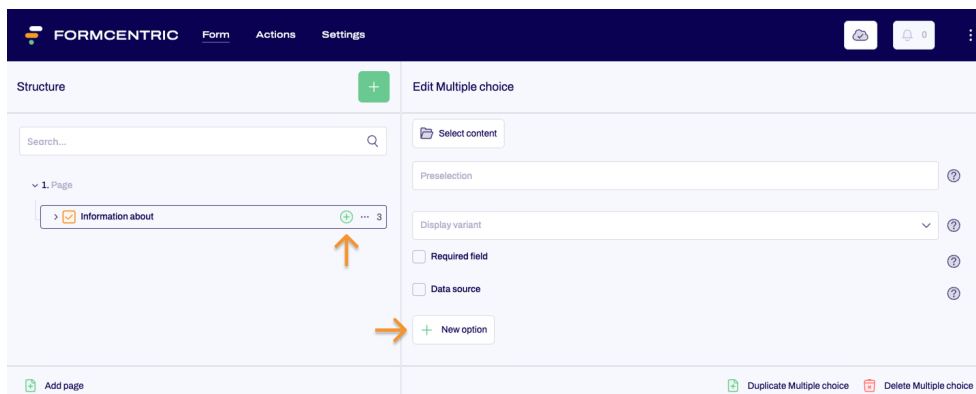 FORMCENTRIC Form Actions Settings 0
Structure
Edit Multiple choice
Select content
Search...
Preselection
1. Page
Information about 3
Display variant
Required field
Data source
New option
Add page
Duplicate Multiple choice Delete Multiple choice